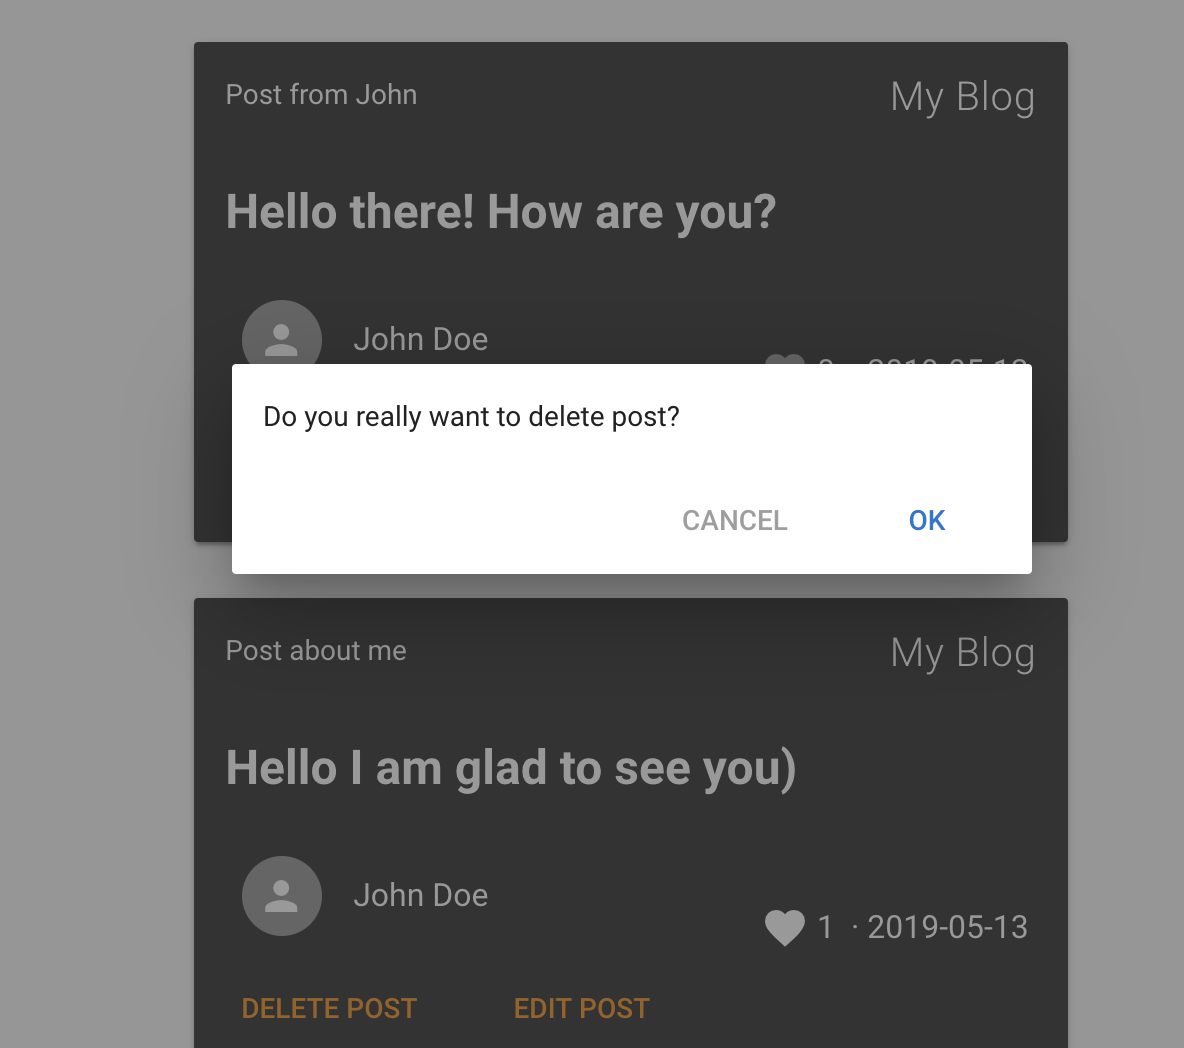 Post from John
My Blog
Hello there! How are you?
John Doe
Do you really want to delete post?
CANCEL
OK
Post about me
My Blog
Hello I am glad to see you)
John Doe
1 · 2019-05-13
DELETE POST
EDIT POST